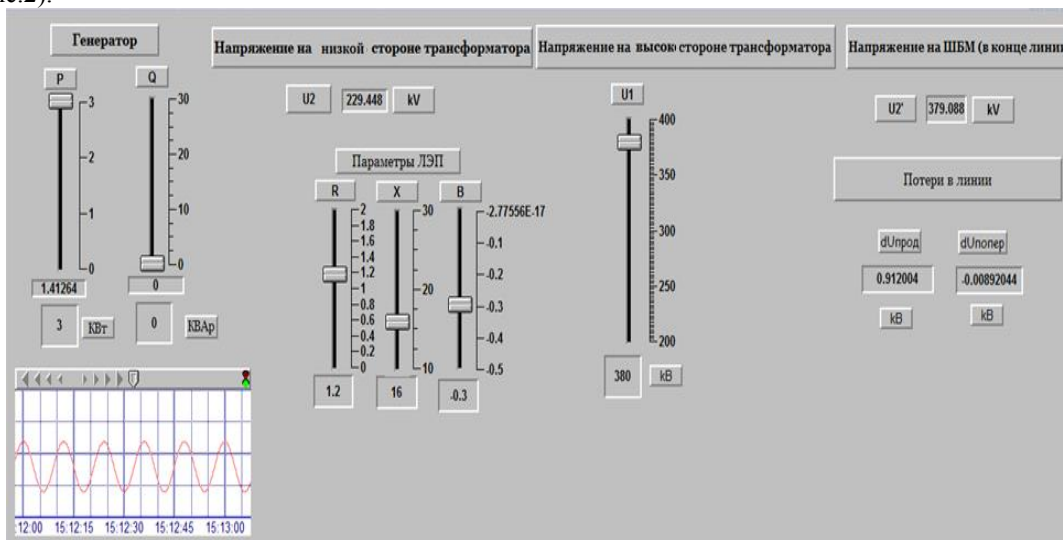 Генератор
Напряжение на низкой стороне трансформатора
Напряжение на высок стороне трансформатора
Напряжение на ШБМ (в конце лини
P
Q
3
2
1
0
30
20
10
0
1.41264
0
3
КВт
0
КВАр
U2
229.448
kV
Параметры ЛЭП
R
X
B
2
1.8
1.6
1.4
1.2
1
0.8
0.6
0.4
0.2
0
30
20
10
-2.77556E-17
-0.1
-0.2
-0.3
-0.4
-0.5
1.2
16
-0.3
U1
400
350
300
250
200
380
kB
U2'
379.088
kV
Потери в линии
dUпрод
dUпопер
0.912004
-0.00892044
kB
kB
:12:00
15:12:15
15:12:30
15:12:45
15:13:00